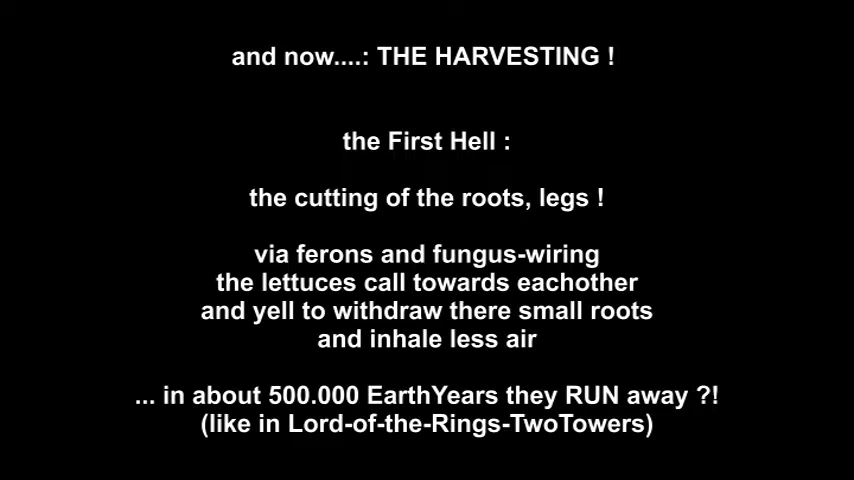 and now....: THE HARVESTING !
the First Hell :
the cutting of the roots, legs !
via ferons and fungus-wiring
the lettuces call towards eachother
and yell to withdraw there small roots
and inhale less air
... in about 500.000 EarthYears they RUN away ?!
(like in Lord-of-the-Rings-TwoTowers)